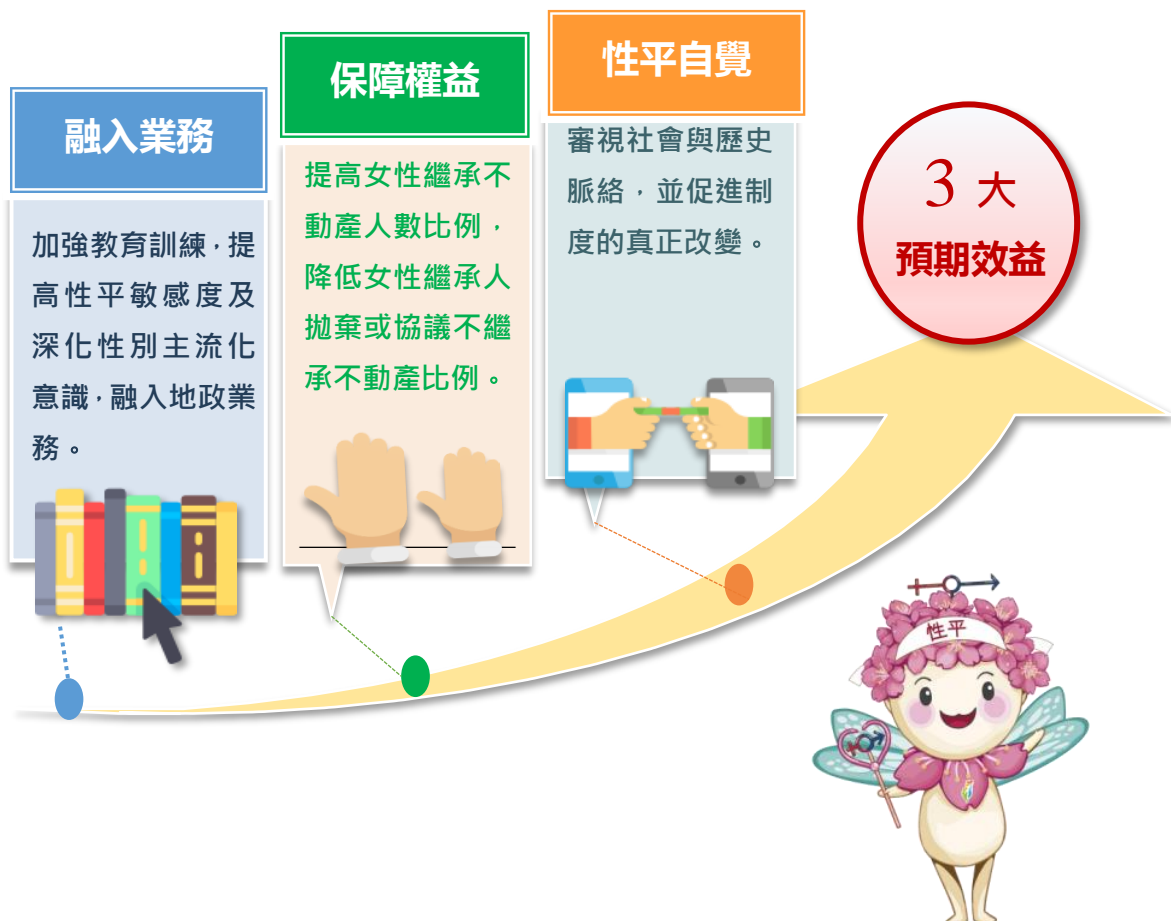 融入業務
加強教育訓練，提
高性平敏感度及
深化性別主流化
意識，融入地政業
務。
保障權益
提高女性繼承不
動產人數比例，
降低女性繼承人
拋棄或協議不繼
承不動產比例。
性平自覺
審視社會與歷史
脈絡，並促進制
度的真正改變。
3 大
預期效益
性平